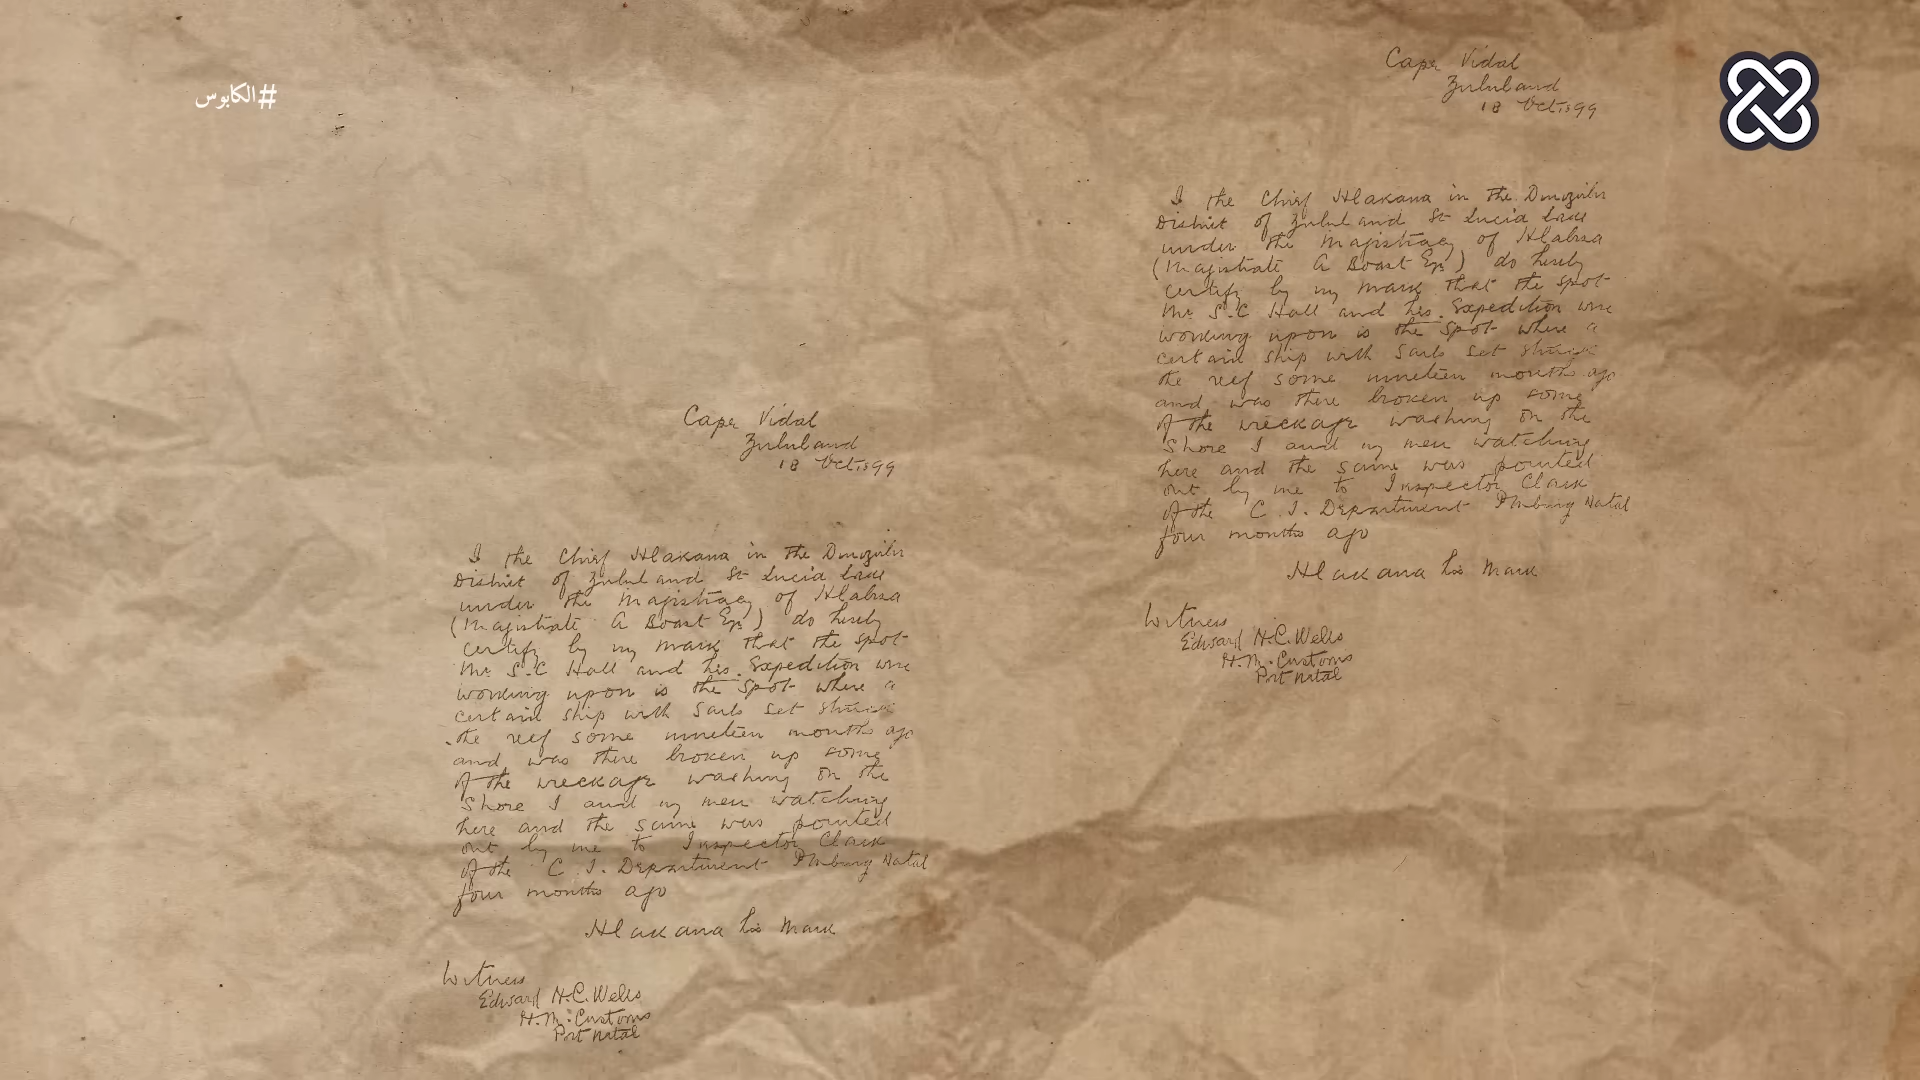 #الكابوس
Cape Vidal
Zululand
18 Oct 1899
I the Chief Hlakana in the
District of Zululand St Lucia
under the Magistracy of Hlabisa
(Magistrate A Boast Esq) do hereby
certify by my mark that the spot
Mr S.C Hall and his Expedition were
working upon is the spot where a
certain ship with sails set struck
the reef some nineteen months ago
and was there broken up some
of the wreckage washing on the
Shore I and my men watching
here and the same was pointed
out by me to Inspector Clark
of the C. I. Department PMburg Natal
four months ago
Hlakana his Mark
Witness
Edward H.C. Wells
H.M. Customs
Port Natal
Cape Vidal
Zululand
18 Oct 1899
I the Chief Hlakana in the
District of Zululand St Lucia
under the Magistracy of Hlabisa
(Magistrate A Boast Esq) do hereby
certify by my mark that the spot
Mr S.C Hall and his Expedition were
working upon is the spot where a
certain ship with sails set struck
the reef some nineteen months ago
and was there broken up some
of the wreckage washing on the
Shore I and my men watching
here and the same was pointed
out by me to Inspector Clark
of the C. I. Department PMburg Natal
four months ago
Hlakana his Mark
Witness
Edward H.C. Wells
H.M. Customs
Port Natal